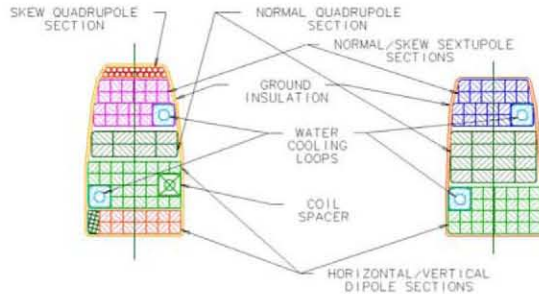 SKEW QUADRUPOLE
SECTION
NORMAL QUADRUPOLE
SECTION
NORMAL/SKEW SEXTUPOLE
SECTIONS
GROUND
INSULATION
WATER
COOLING
LOOPS
COIL
SPACER
HORIZONTAL/VERTICAL
DIPOLE SECTIONS